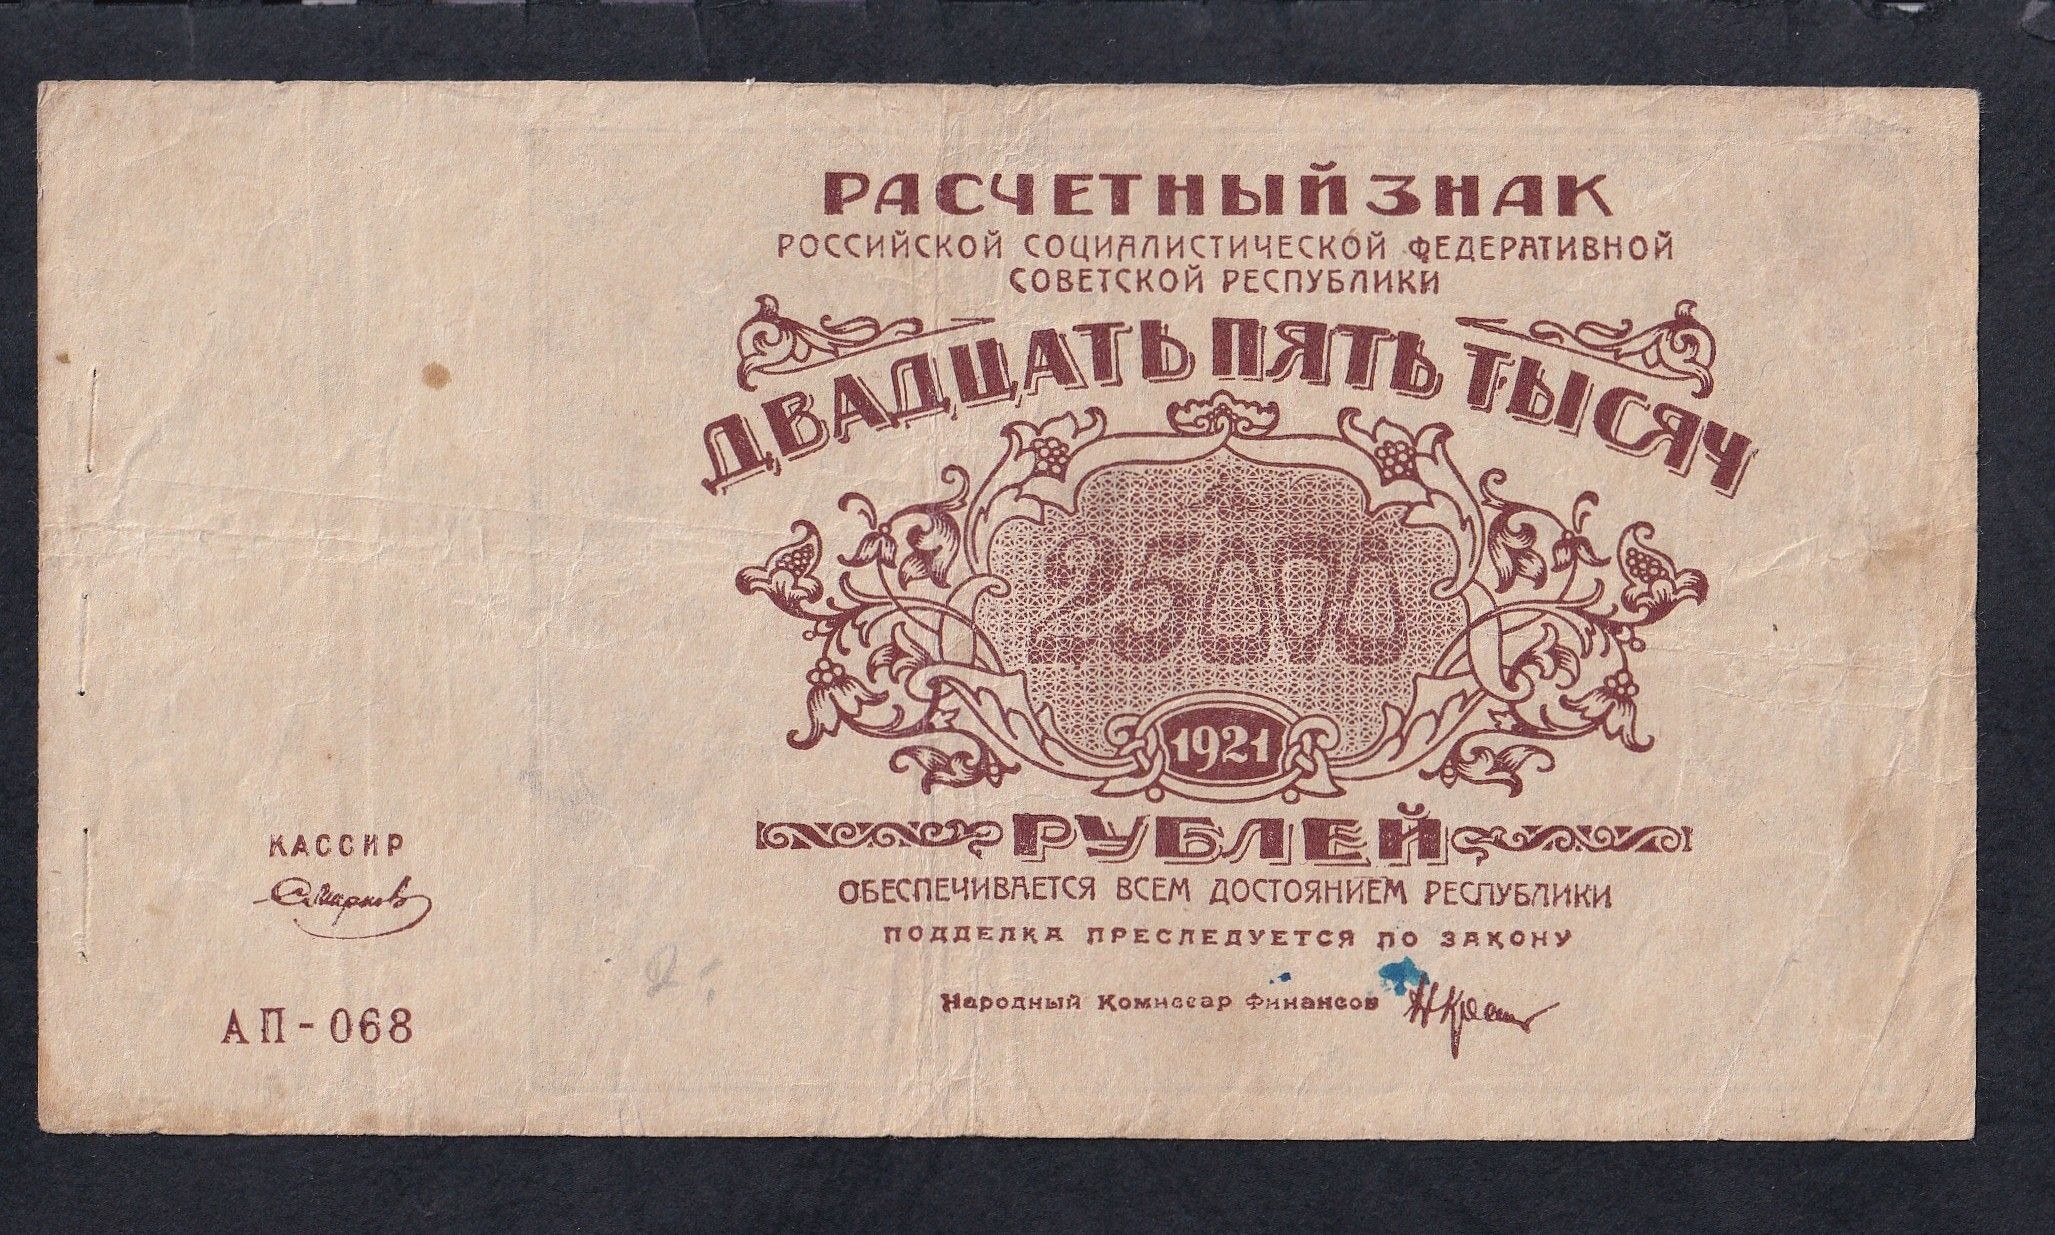 РАСЧЕТНЫЙ ЗНАК
РОССИЙСКОЙ СОЦИАЛИСТИЧЕСКОЙ ФЕДЕРАТИВНОЙ
СОВЕТСКОЙ РЕСПУБЛИКИ
ДВАДЦАТЬ ПЯТЬ ТЫСЯЧ
25000
1921
РУБЛЕЙ
ОБЕСПЕЧИВАЕТСЯ ВСЕМ ДОСТОЯНИЕМ РЕСПУБЛИКИ
ПОДДЕЛКА ПРЕСЛЕДУЕТСЯ ПО ЗАКОНУ
Народный Комиссар Финансов
КАССИР
АП-068